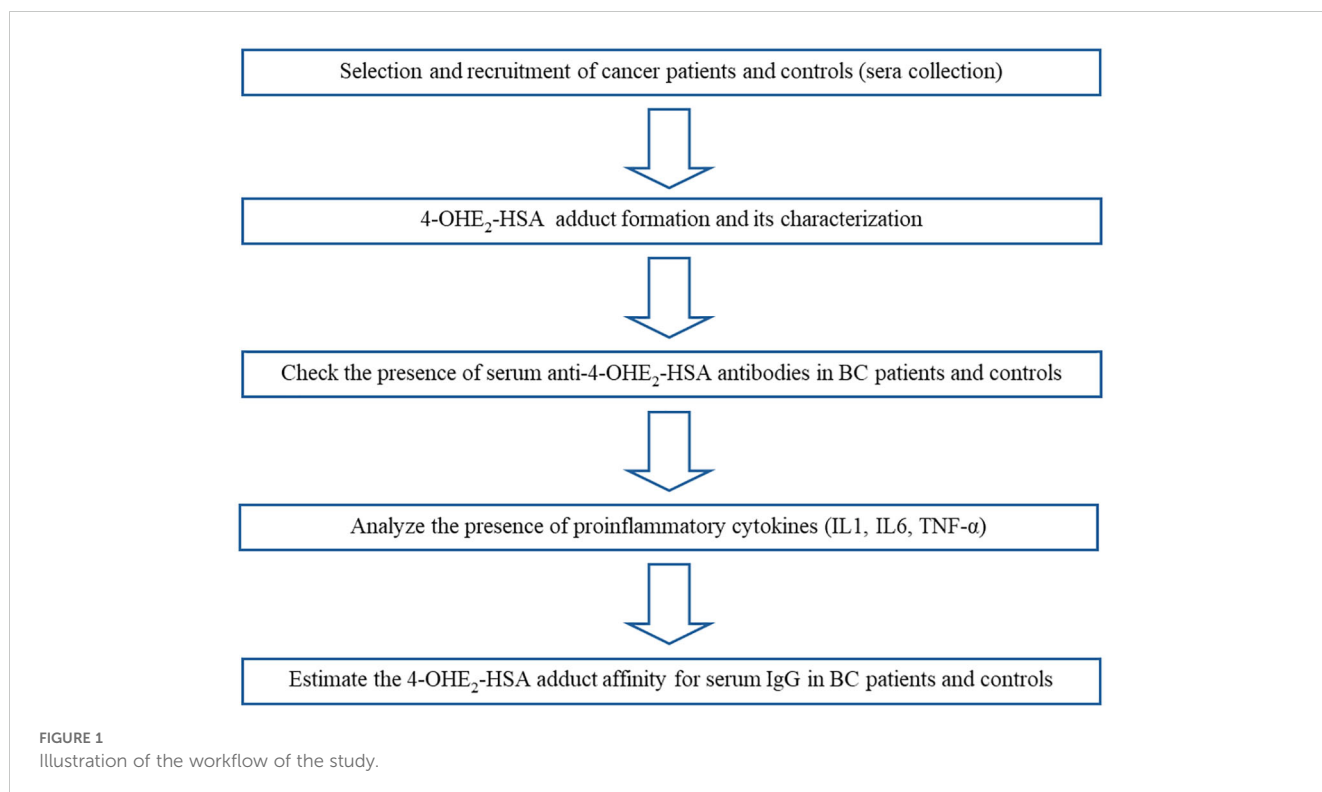 Selection and recruitment of cancer patients and controls (sera collection)
4-OHE₂-HSA adduct formation and its characterization
Check the presence of serum anti-4-OHE₂-HSA antibodies in BC patients and controls
Analyze the presence of proinflammatory cytokines (IL1, IL6, TNF-α)
Estimate the 4-OHE₂-HSA adduct affinity for serum IgG in BC patients and controls
FIGURE 1
Illustration of the workflow of the study.